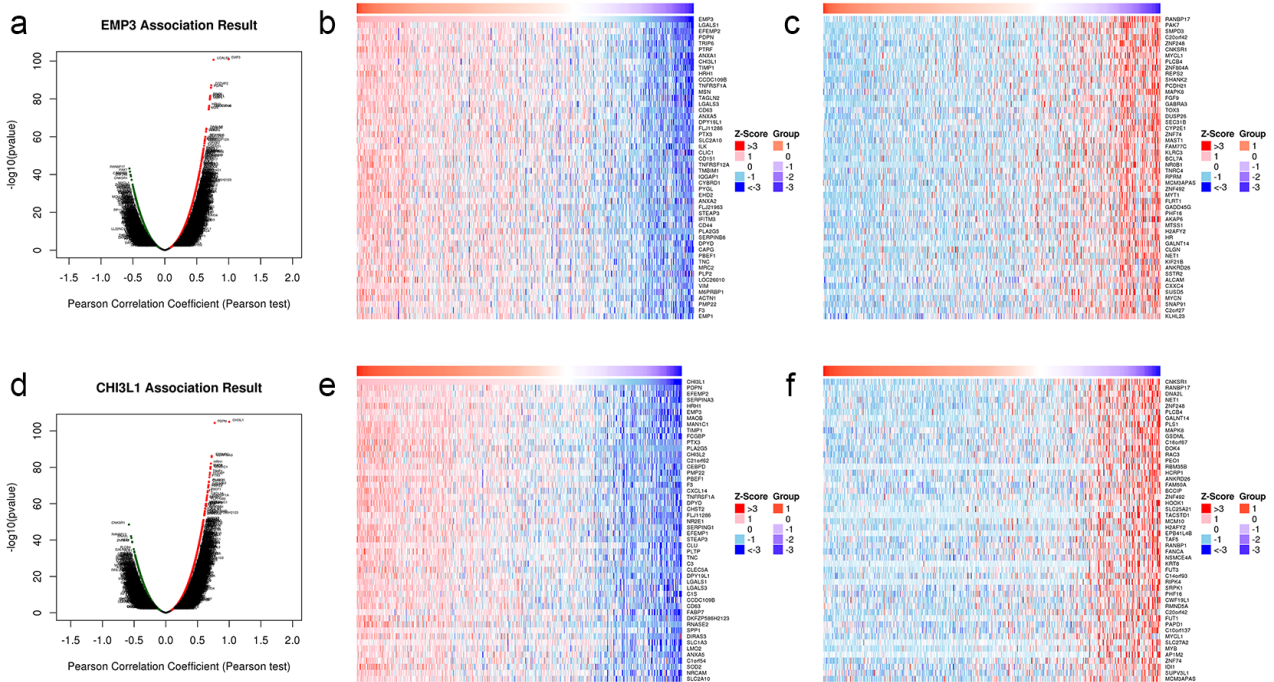 a
EMP3 Association Result
-log10(pvalue)
100
80
60
40
20
0
-1.5
-1.0
-0.5
0.0
0.5
1.0
1.5
2.0
Pearson Correlation Coefficient (Pearson test)
LGALS1
EMP3
b
EMP3
LGALS1
EFEMP2
PDPN
TRIP6
PTRF
ANXA1
CHI3L1
TIMP1
HRH1
CCDC109B
TNFRSF1A
MSN
TAGLN2
LGALS3
CD63
ANXA5
DPY19L1
FLJ11286
PTX3
SLC2A10
ILK
CLIC1
CD151
TNFRSF12A
TMBIM1
IQGAP1
CYBRD1
PYGL
EHD2
ANXA2
FLJ21963
STEAP3
IFITM3
CD44
PLA2G5
SERPINB6
DPYD
CAPG
PBEF1
TNC
MRC2
PLP2
LOC26010
VIM
M6PRBP1
ACTN1
PMP22
F3
EMP1
Z-Score
Group
>3
1
1
0
0
-1
-1
-2
<-3
-3
c
RANBP17
PAK7
SMPD3
C20orf42
ZNF248
CNKSR1
MYCL1
PLCB4
ZNF804A
REPS2
SHANK2
PCDH21
MAPK8
FGF9
GABRA3
TOX3
DUSP26
SEC31B
CYP2E1
ZNF74
MAST1
FAM77C
KLRC3
BCL7A
NR0B1
TNRC4
RPRM
MCM3APAS
ZNF492
MYT1
FLRT1
GADD45G
PHF16
AKAP6
MTSS1
H2AFY2
HR
GALNT14
CLGN
NET1
KIF21B
ANKRD26
SSTR2
ALCAM
CXXC4
SUSD5
MYCN
SNAP91
C2orf27
KLHL23
Z-Score
Group
>3
1
1
0
0
-1
-1
-2
<-3
-3
d
CHI3L1 Association Result
-log10(pvalue)
100
80
60
40
20
0
-1.5
-1.0
-0.5
0.0
0.5
1.0
1.5
2.0
Pearson Correlation Coefficient (Pearson test)
PDPN
CHI3L1
CNKSR1
e
CHI3L1
PDPN
EFEMP2
SERPINA3
HRH1
EMP3
MAOB
MAN1C1
TIMP1
FCGBP
PTX3
PLA2G5
CHI3L2
C21orf62
CEBPD
PMP22
PBEF1
F3
CXCL14
TNFRSF1A
DPYD
CHST2
FLJ11286
NR2E1
SERPING1
EFEMP1
STEAP3
CLU
PLTP
TNC
C3
CLEC5A
DPY19L1
LGALS1
LGALS3
C1S
CCDC109B
CD63
FABP7
DKFZP586H2123
RNASE2
SPP1
DIRAS3
SLC1A3
LMO2
ANXA5
C1orf54
SOD2
NRCAM
SLC2A10
Z-Score
Group
>3
1
1
0
0
-1
-1
-2
<-3
-3
f
CNKSR1
RANBP17
DNA2L
NET1
ZNF248
PLCB4
GALNT14
PLS1
MAPK8
GSDML
C16orf67
DOK4
RAC3
PEO1
RBM35B
HCRP1
ANKRD26
FAM50A
BCCIP
ZNF492
HOOK1
SLC25A21
TACSTD1
MCM10
H2AFY2
EPB41L4B
TAF5
RANBP1
FANCA
NSMCE4A
KRT8
FUT3
C14orf93
RIPK4
SRPK1
PHF16
CWF19L1
RMND5A
C20orf42
FUT1
PAPD1
C10orf137
MYCL1
SLC27A2
MYB
AP1M2
ZNF74
IDI1
SUPV3L1
MCM3APAS
Z-Score
Group
>3
1
1
0
0
-1
-1
-2
<-3
-3